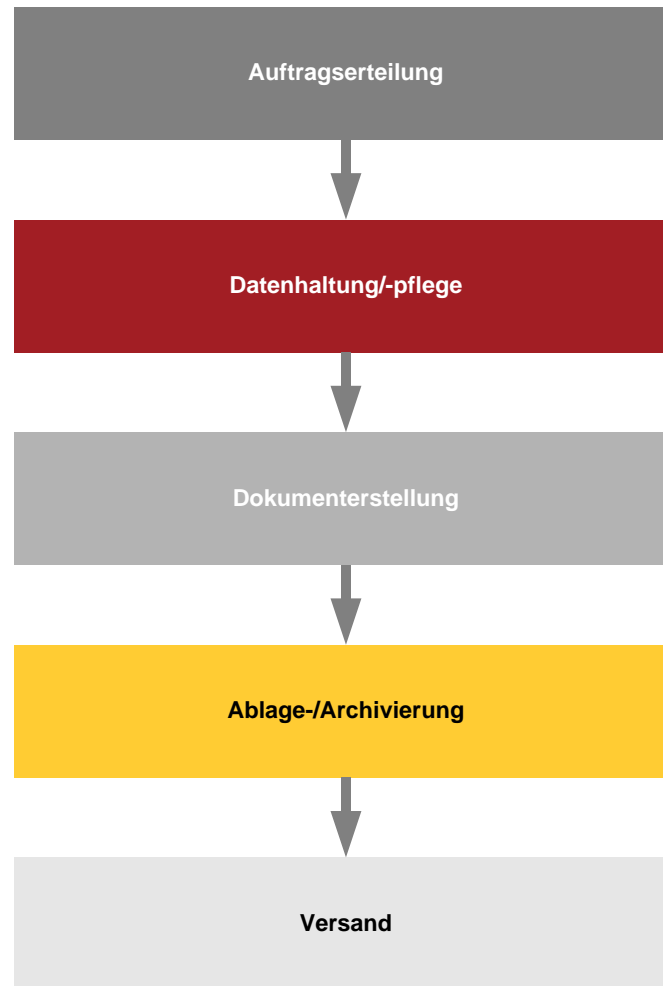 Auftragserteilung
Datenhaltung/-pflege
Dokumenterstellung
Ablage-/Archivierung
Versand